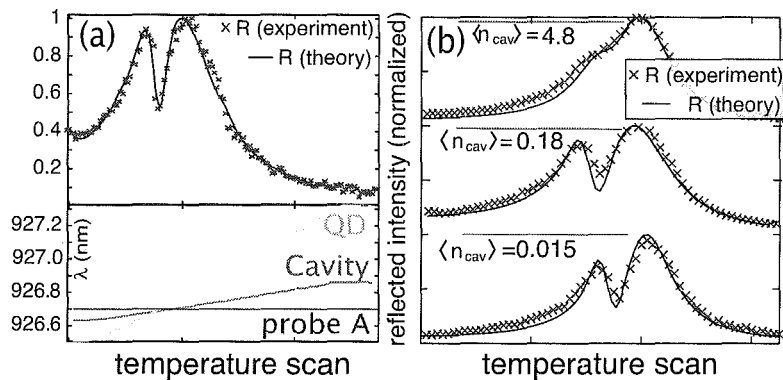 (a)
× R (experiment)
— R (theory)
1
0.8
0.6
0.4
0.2
927.2
927.0
926.8
926.6
λ (nm)
QD
Cavity
probe A
temperature scan
(b)
reflected intensity (normalized)
⟨n_cav⟩=4.8
× R (experiment)
— R (theory)
⟨n_cav⟩=0.18
⟨n_cav⟩=0.015
temperature scan